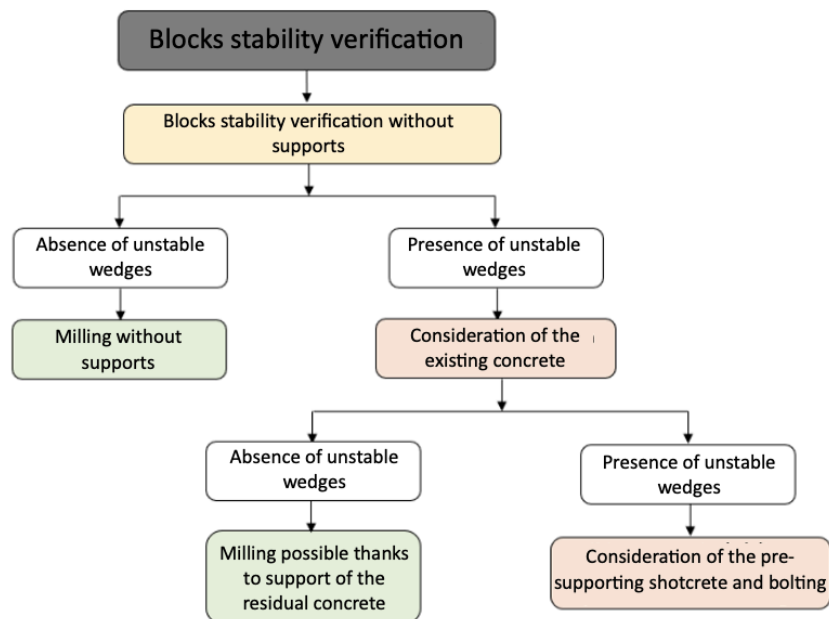 Blocks stability verification
Blocks stability verification without
supports
Absence of unstable
wedges
Presence of unstable
wedges
Milling without
supports
Consideration of the
existing concrete
Absence of unstable
wedges
Presence of unstable
wedges
Milling possible thanks
to support of the
residual concrete
Consideration of the pre-
supporting shotcrete and bolting